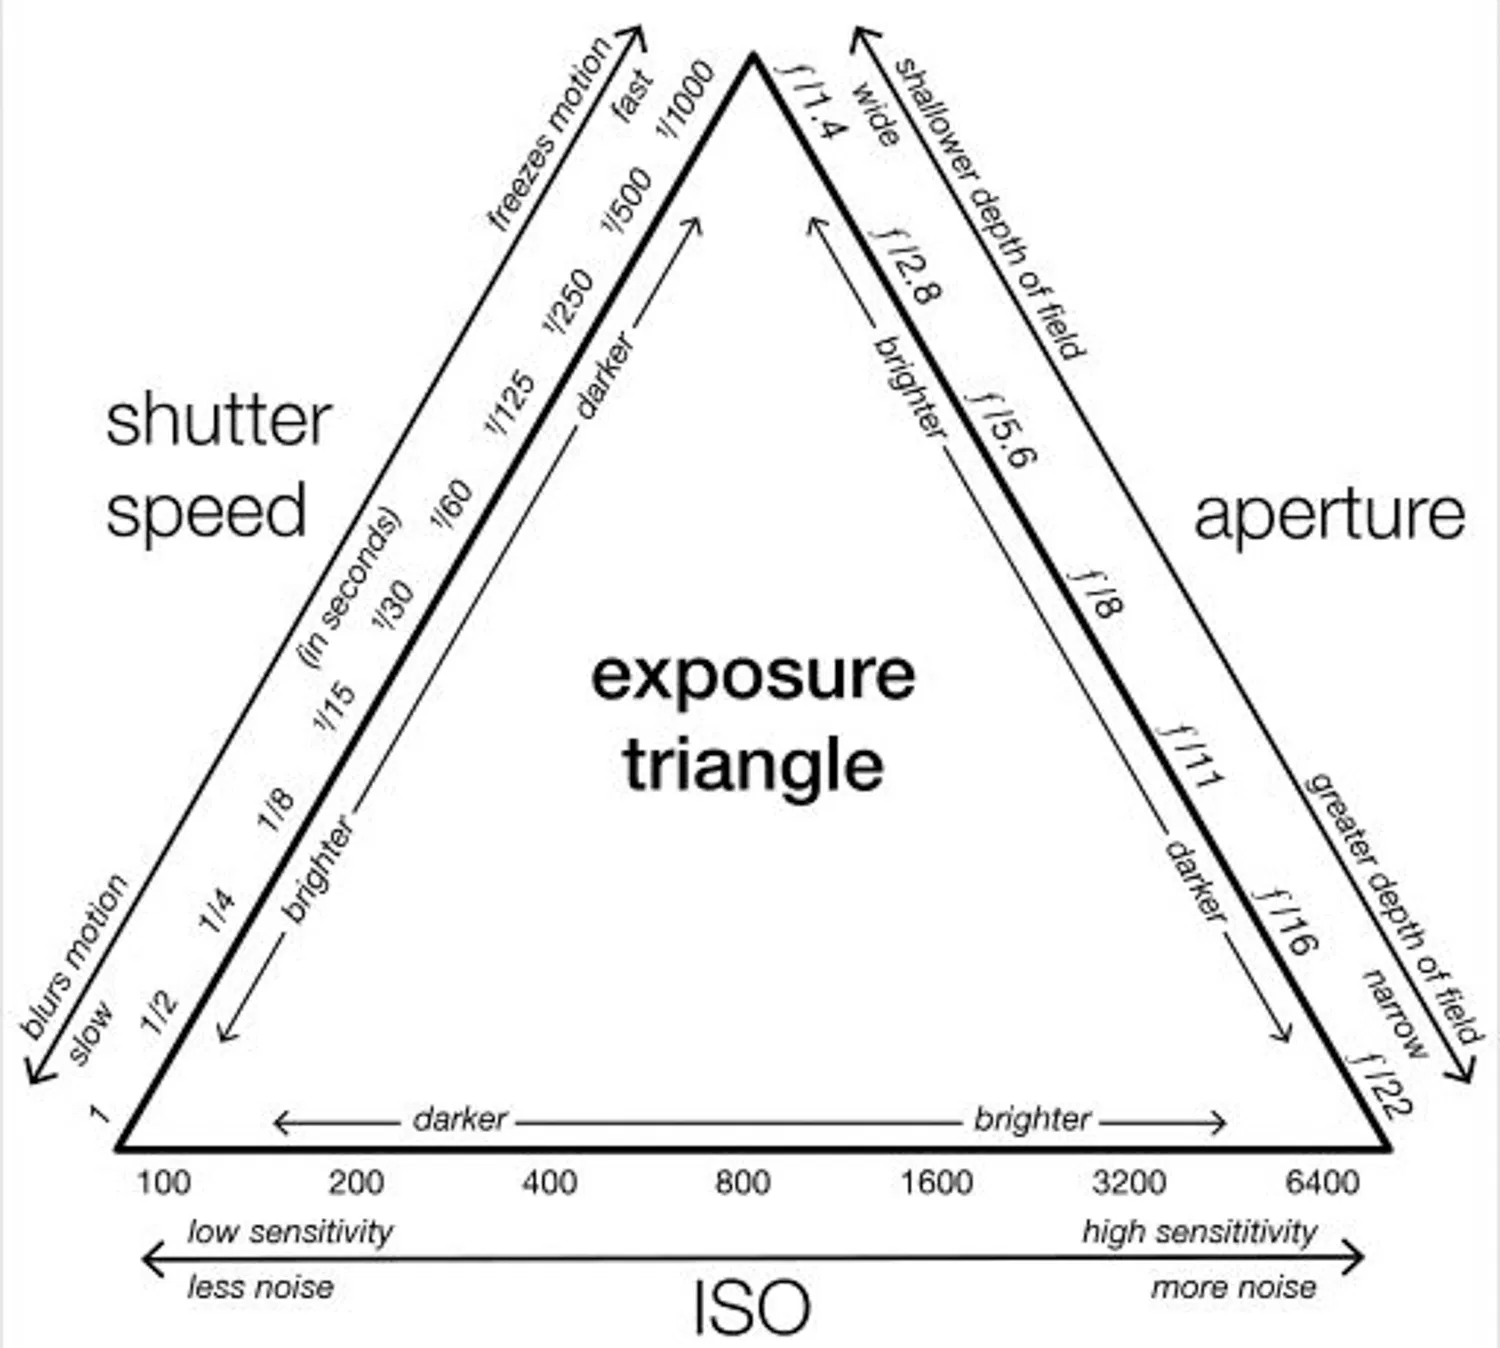 freezes motion
fast
1/1000
1/500
1/250
1/125
1/60
1/30
1/15
1/8
1/4
1/2
1
shutter
speed
(in seconds)
blurs motion
slow
darker
brighter
ƒ/1.4
wide
shallower depth of field
ƒ/2.8
ƒ/5.6
ƒ/8
ƒ/11
ƒ/16
ƒ/22
brighter
darker
aperture
greater depth of field
narrow
exposure
triangle
darker brighter
100 200 400 800 1600 3200 6400
low sensitivity high sensititivity
less noise more noise
ISO